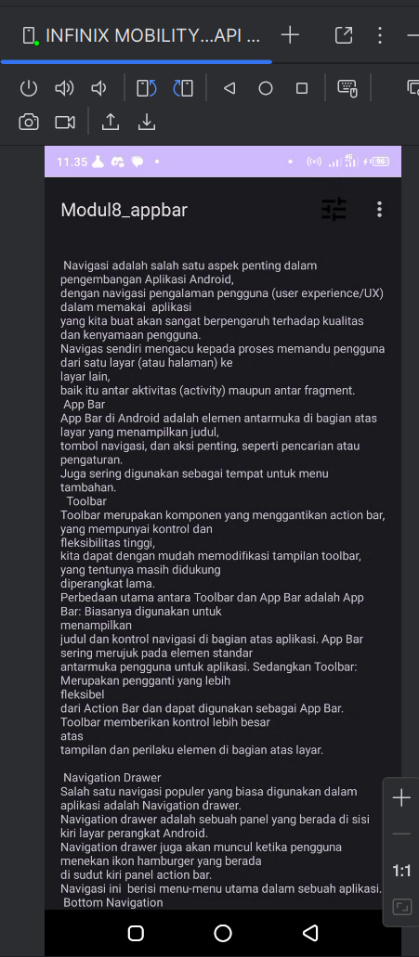 INFINIX MOBILITY...API ...
11.35
4G
96
Modul8_appbar
Navigasi adalah salah satu aspek penting dalam
pengembangan Aplikasi Android,
dengan navigasi pengalaman pengguna (user experience/UX)
dalam memakai  aplikasi
yang kita buat akan sangat berpengaruh terhadap kualitas
dan kenyamaan pengguna.
Navigas sendiri mengacu kepada proses memandu pengguna
dari satu layar (atau halaman) ke
layar lain,
baik itu antar aktivitas (activity) maupun antar fragment.
App Bar
App Bar di Android adalah elemen antarmuka di bagian atas
layar yang menampilkan judul,
tombol navigasi, dan aksi penting, seperti pencarian atau
pengaturan.
Juga sering digunakan sebagai tempat untuk menu
tambahan.
Toolbar
Toolbar merupakan komponen yang menggantikan action bar,
yang mempunyai kontrol dan
fleksibilitas tinggi,
kita dapat dengan mudah memodifikasi tampilan toolbar,
yang tentunya masih didukung
diperangkat lama.
Perbedaan utama antara Toolbar dan App Bar adalah App
Bar: Biasanya digunakan untuk
menampilkan
judul dan kontrol navigasi di bagian atas aplikasi. App Bar
sering merujuk pada elemen standar
antarmuka pengguna untuk aplikasi. Sedangkan Toolbar:
Merupakan pengganti yang lebih
fleksibel
dari Action Bar dan dapat digunakan sebagai App Bar.
Toolbar memberikan kontrol lebih besar
atas
tampilan dan perilaku elemen di bagian atas layar.
Navigation Drawer
Salah satu navigasi populer yang biasa digunakan dalam
aplikasi adalah Navigation drawer.
Navigation drawer adalah sebuah panel yang berada di sisi
kiri layar perangkat Android.
Navigation drawer juga akan muncul ketika pengguna
menekan ikon hamburger yang berada
di sudut kiri panel action bar.
Navigasi ini  berisi menu-menu utama dalam sebuah aplikasi.
Bottom Navigation
1:1